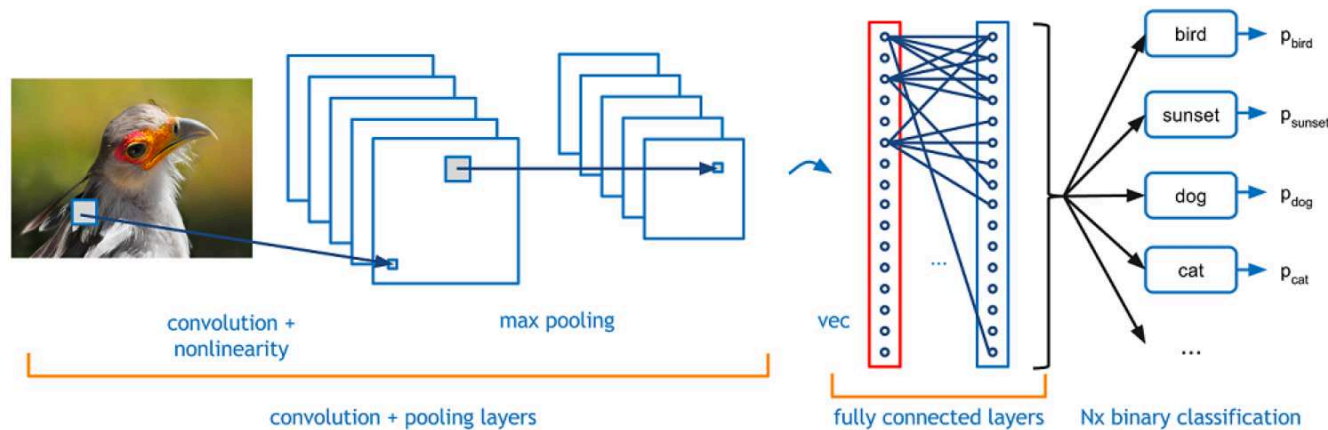 bird
p_bird
sunset
p_sunset
dog
p_dog
cat
p_cat
...
...
convolution +
nonlinearity
max pooling
vec
convolution + pooling layers
fully connected layers
Nx binary classification